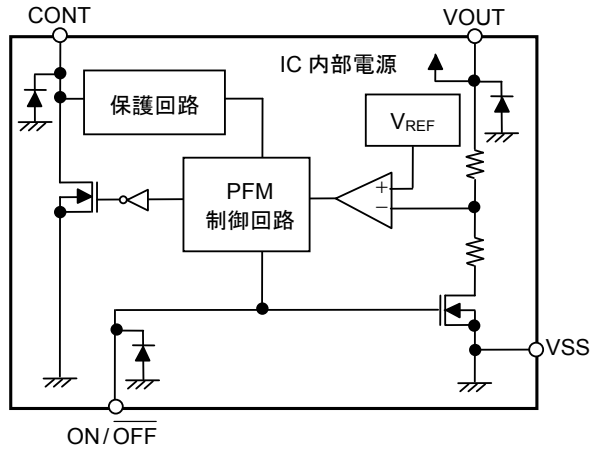 CONT
VOUT
IC 内部電源
保護回路
VREF
PFM
制御回路
+
−
VSS
ON/OFF